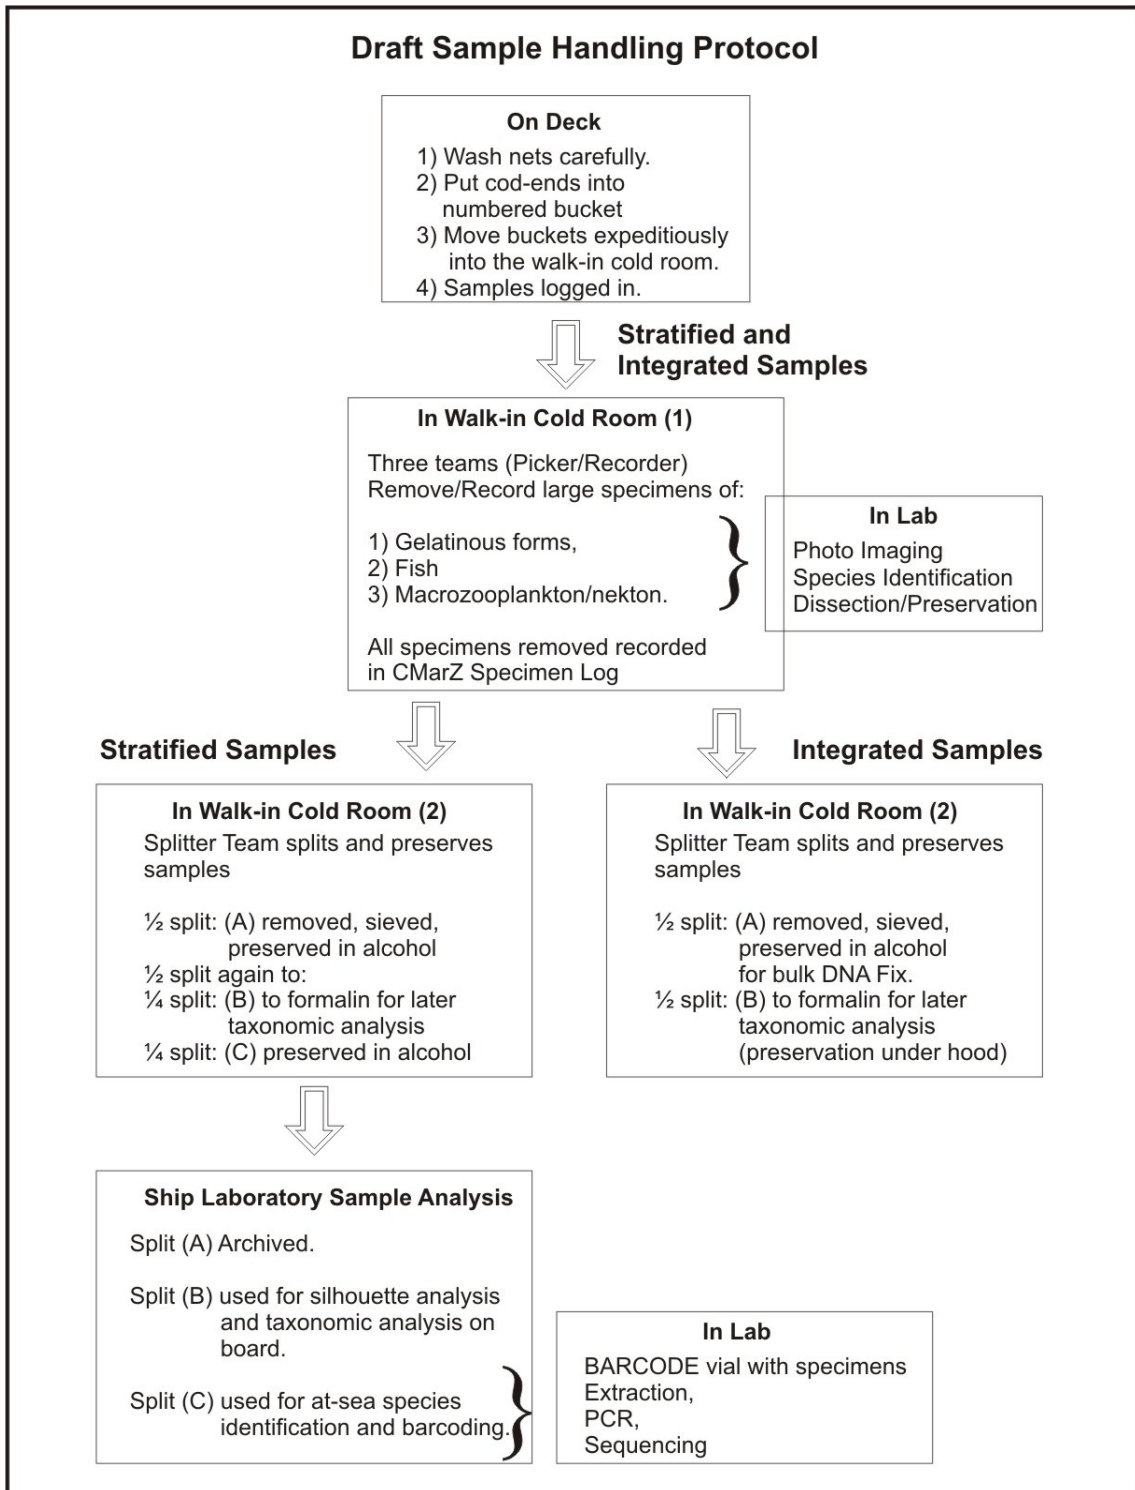 Draft Sample Handling Protocol
On Deck
1) Wash nets carefully.
2) Put cod-ends into
numbered bucket
3) Move buckets expeditiously
into the walk-in cold room.
4) Samples logged in.
Stratified and
Integrated Samples
In Walk-in Cold Room (1)
Three teams (Picker/Recorder)
Remove/Record large specimens of:
1) Gelatinous forms,
2) Fish
3) Macrozooplankton/nekton.
All specimens removed recorded
in CMarZ Specimen Log
In Lab
Photo Imaging
Species Identification
Dissection/Preservation
Stratified Samples
In Walk-in Cold Room (2)
Splitter Team splits and preserves
samples
½ split: (A) removed, sieved,
preserved in alcohol
½ split again to:
¼ split: (B) to formalin for later
taxonomic analysis
¼ split: (C) preserved in alcohol
Integrated Samples
In Walk-in Cold Room (2)
Splitter Team splits and preserves
samples
½ split: (A) removed, sieved,
preserved in alcohol
for bulk DNA Fix.
½ split: (B) to formalin for later
taxonomic analysis
(preservation under hood)
Ship Laboratory Sample Analysis
Split (A) Archived.
Split (B) used for silhouette analysis
and taxonomic analysis on
board.
Split (C) used for at-sea species
identification and barcoding.
In Lab
BARCODE vial with specimens
Extraction,
PCR,
Sequencing